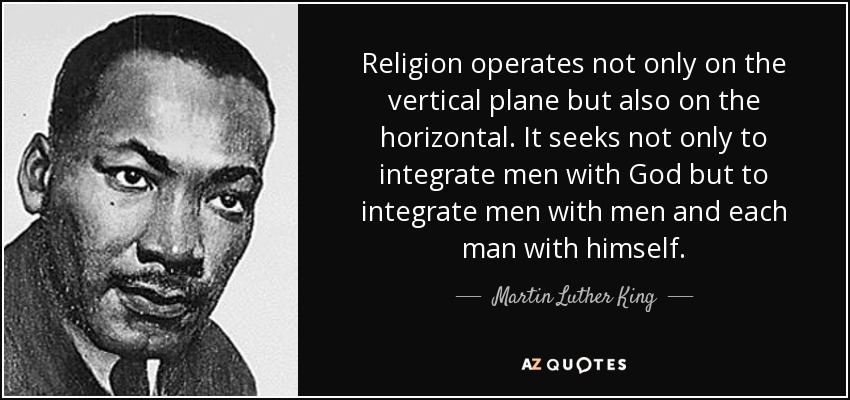 Religion operates not only on the
vertical plane but also on the
horizontal. It seeks not only to
integrate men with God but to
integrate men with men and each
man with himself.
Martin Luther King
AZ QUOTES